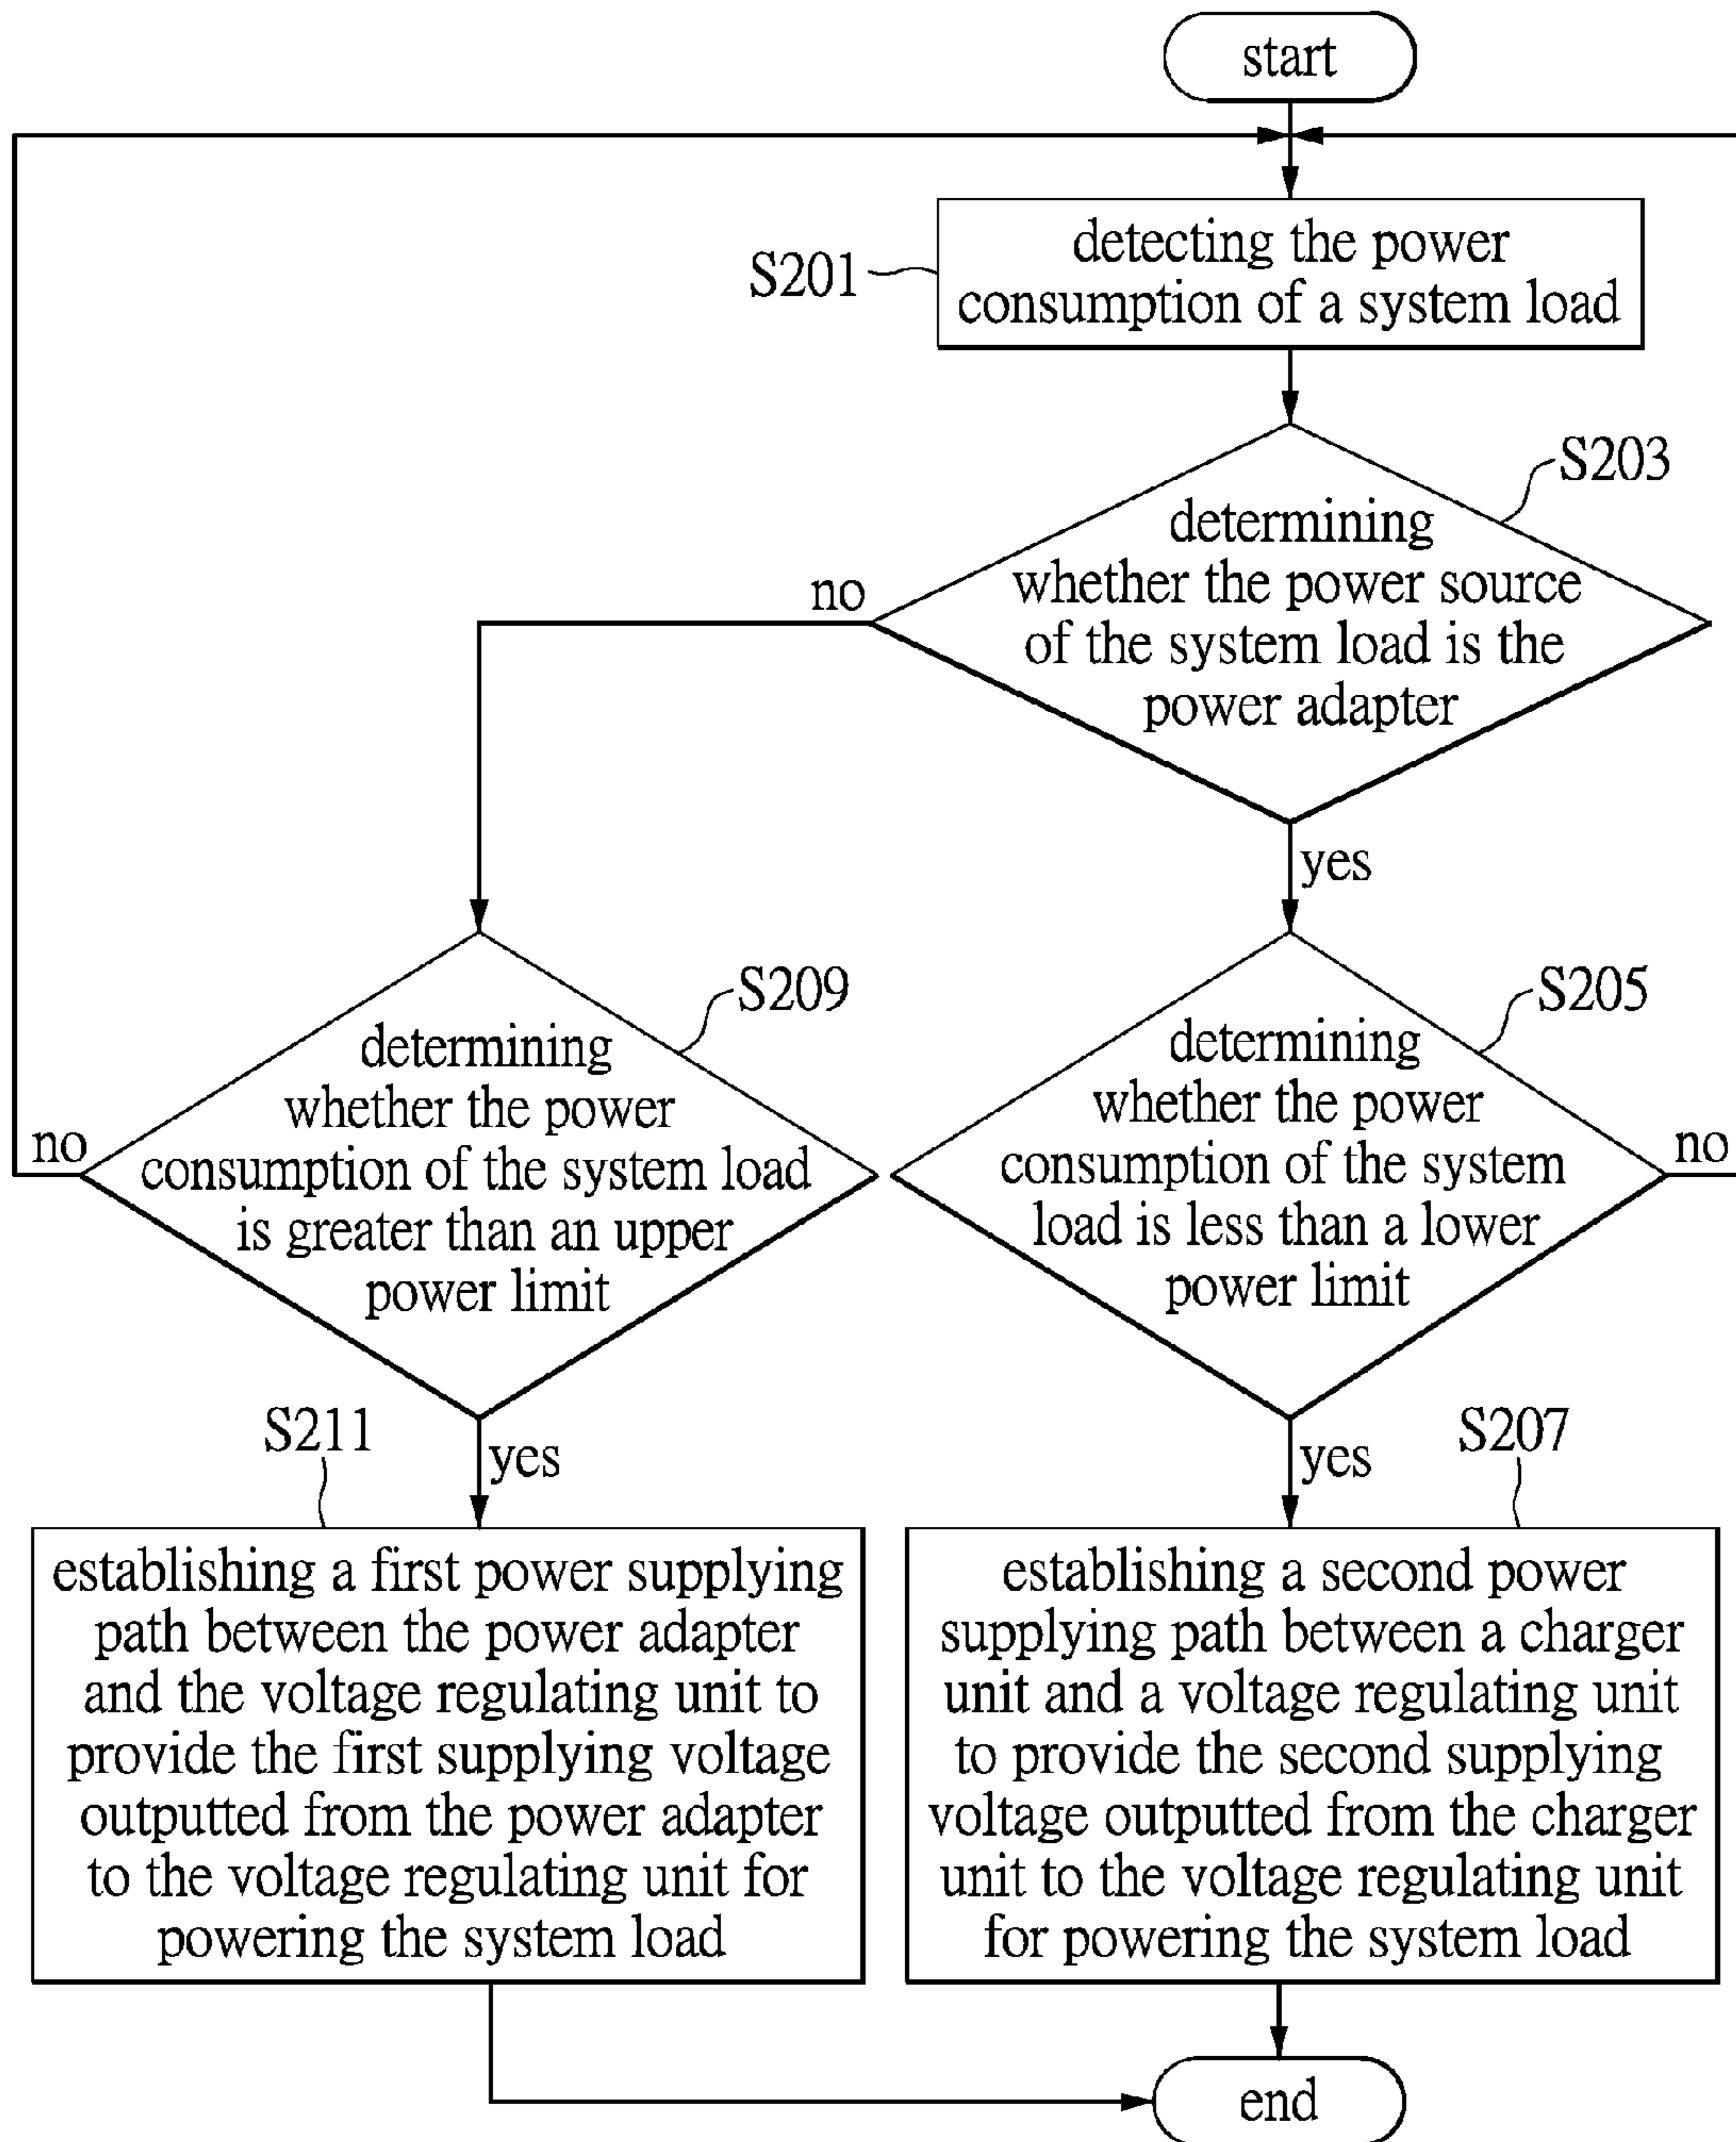 start
S201
detecting the power
consumption of a system load
S203
determining
whether the power source
of the system load is the
power adapter
no
yes
S209
determining
whether the power
consumption of the system load
is greater than an upper
power limit
no
yes
S205
determining
whether the power
consumption of the system
load is less than a lower
power limit
no
yes
S211
establishing a first power supplying
path between the power adapter
and the voltage regulating unit to
provide the first supplying voltage
outputted from the power adapter
to the voltage regulating unit for
powering the system load
S207
establishing a second power
supplying path between a charger
unit and a voltage regulating unit
to provide the second supplying
voltage outputted from the charger
unit to the voltage regulating unit
for powering the system load
end